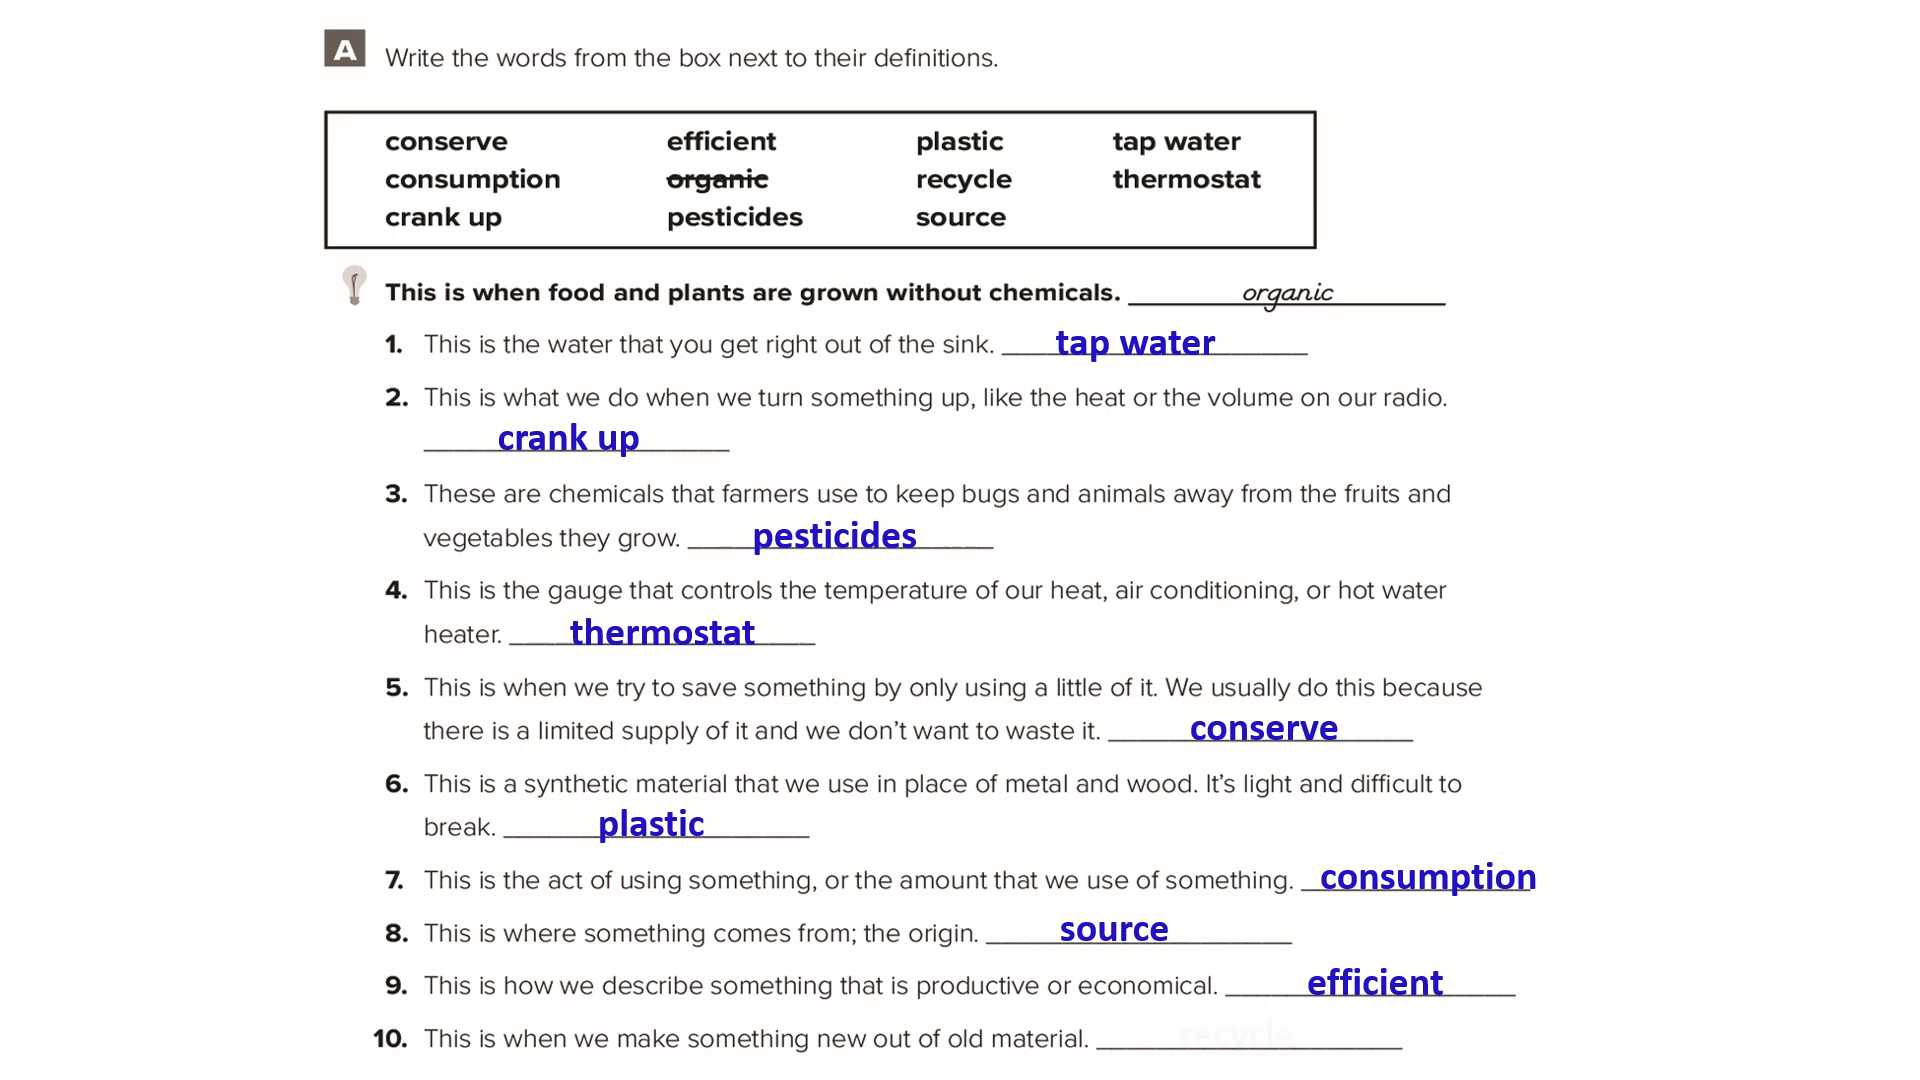 A Write the words from the box next to their definitions.
conserve efficient plastic tap water
consumption organic recycle thermostat
crank up pesticides source
This is when food and plants are grown without chemicals. organic
1. This is the water that you get right out of the sink. tap water
2. This is what we do when we turn something up, like the heat or the volume on our radio.
crank up
3. These are chemicals that farmers use to keep bugs and animals away from the fruits and
vegetables they grow. pesticides
4. This is the gauge that controls the temperature of our heat, air conditioning, or hot water
heater. thermostat
5. This is when we try to save something by only using a little of it. We usually do this because
there is a limited supply of it and we don’t want to waste it. conserve
6. This is a synthetic material that we use in place of metal and wood. It’s light and difficult to
break. plastic
7. This is the act of using something, or the amount that we use of something. consumption
8. This is where something comes from; the origin. source
9. This is how we describe something that is productive or economical. efficient
10. This is when we make something new out of old material. recycle